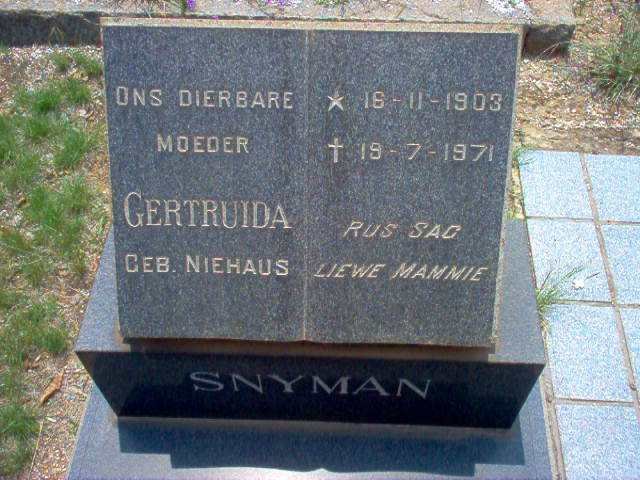 ONS DIERBARE
MOEDER
GERTRUIDA
GEB. NIEHAUS
★ 16-11-1903
✝ 19-7-1971
RUS SAG
LIEWE MAMMIE
SNYMAN